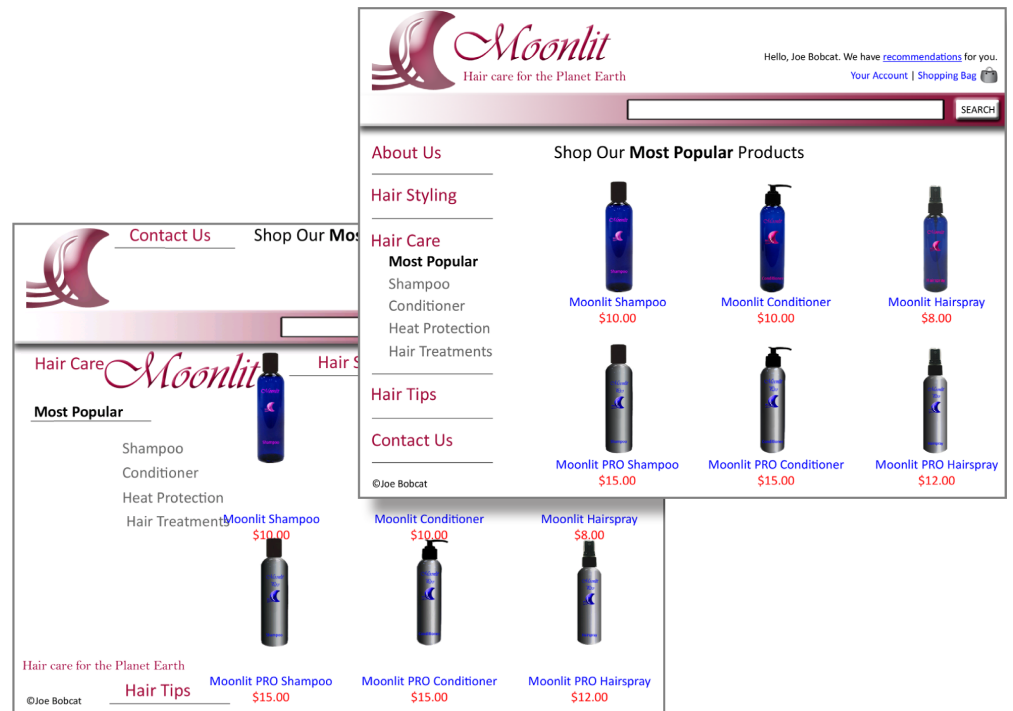 Moonlit
Hair care for the Planet Earth
Hello, Joe Bobcat. We have recommendations for you.
Your Account | Shopping Bag
SEARCH
About Us
Hair Styling
Hair Care
Most Popular
Shampoo
Conditioner
Heat Protection
Hair Treatments
Hair Tips
Contact Us
©Joe Bobcat
Shop Our Most Popular Products
Moonlit Shampoo
$10.00
Moonlit Conditioner
$10.00
Moonlit Hairspray
$8.00
Moonlit PRO Shampoo
$15.00
Moonlit PRO Conditioner
$15.00
Moonlit PRO Hairspray
$12.00
Contact Us
Shop Our
Hair Care
Moonlit
Most Popular
Shampoo
Conditioner
Heat Protection
Hair Treatments
Moonlit Shampoo
$10.00
Moonlit Conditioner
$10.00
Moonlit Hairspray
$8.00
Hair care for the Planet Earth
©Joe Bobcat
Hair Tips
Moonlit PRO Shampoo
$15.00
Moonlit PRO Conditioner
$15.00
Moonlit PRO Hairspray
$12.00